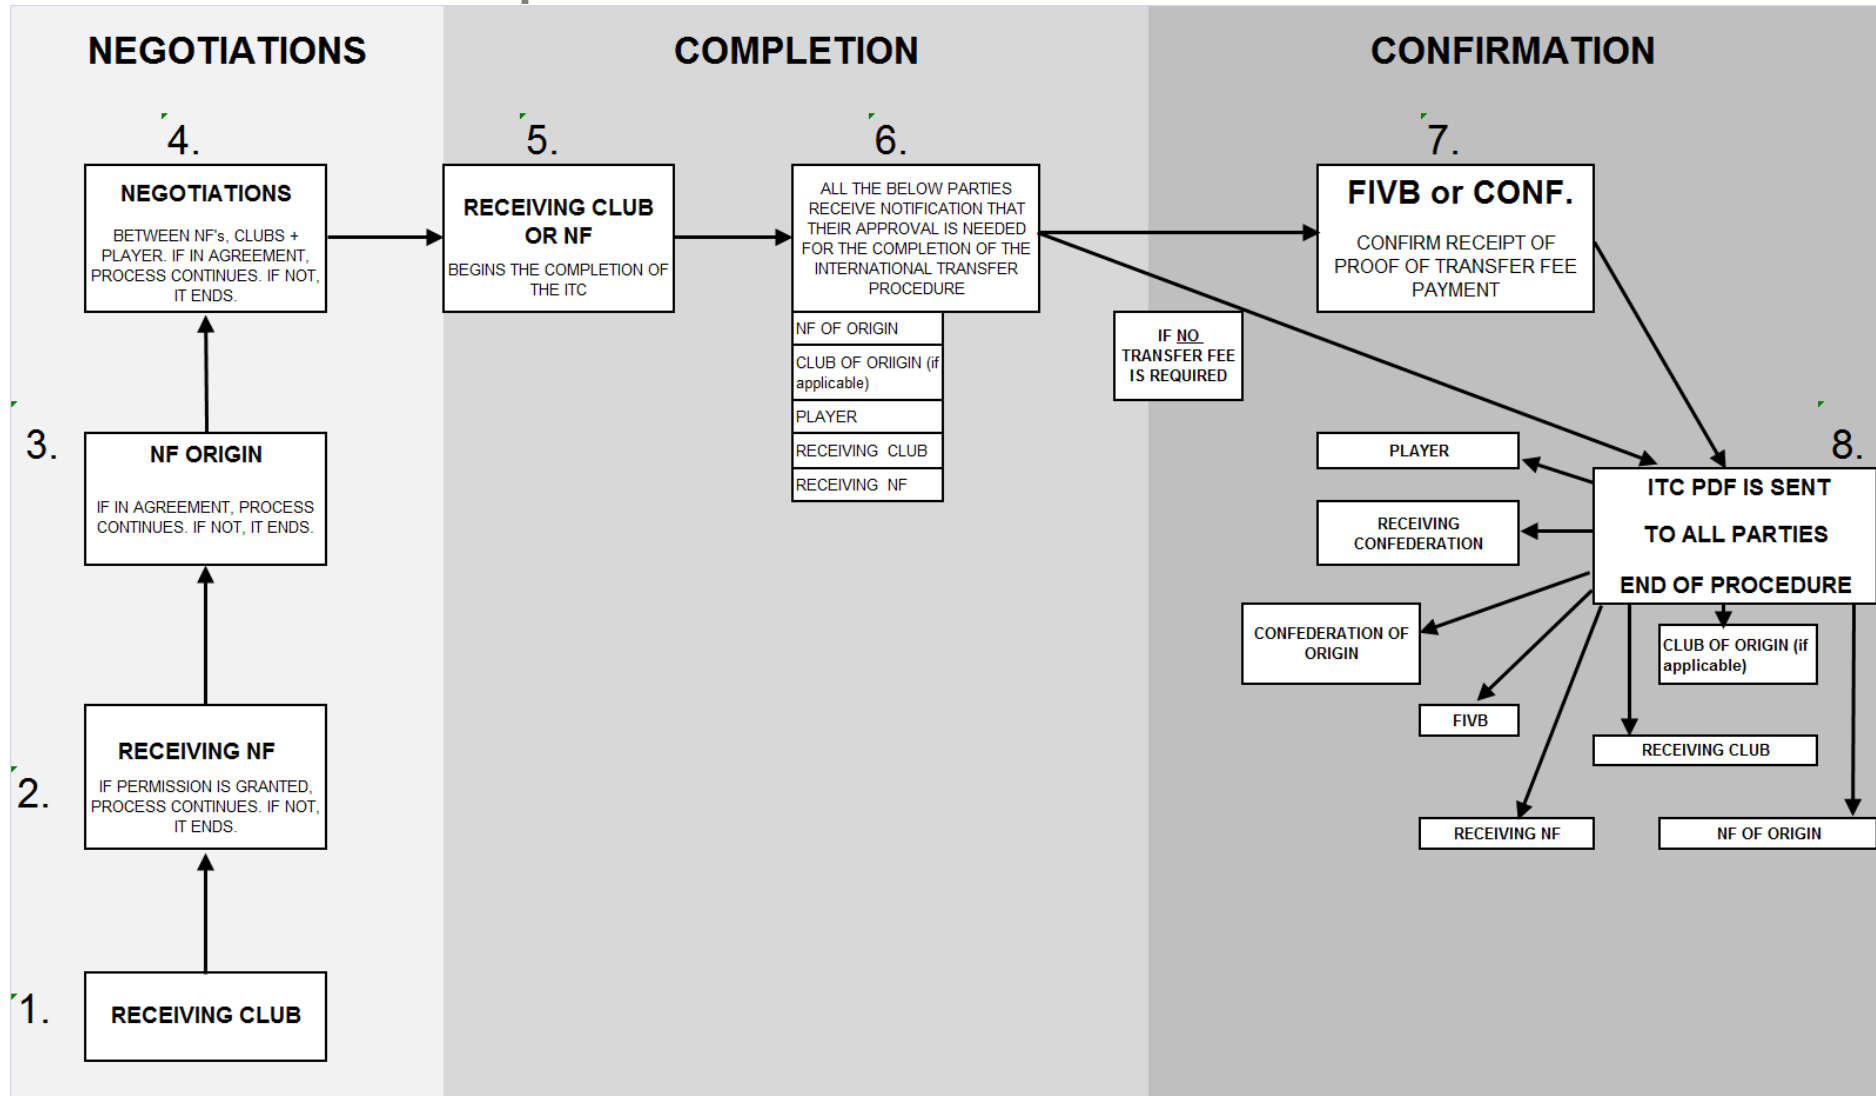 NEGOTIATIONS
COMPLETION
CONFIRMATION
4.
NEGOTIATIONS
BETWEEN NF's, CLUBS +
PLAYER. IF IN AGREEMENT,
PROCESS CONTINUES. IF NOT,
IT ENDS.
3.
NF ORIGIN
IF IN AGREEMENT, PROCESS
CONTINUES. IF NOT, IT ENDS.
2.
RECEIVING NF
IF PERMISSION IS GRANTED,
PROCESS CONTINUES. IF NOT,
IT ENDS.
1.
RECEIVING CLUB
5.
RECEIVING CLUB
OR NF
BEGINS THE COMPLETION OF
THE ITC
6.
ALL THE BELOW PARTIES
RECEIVE NOTIFICATION THAT
THEIR APPROVAL IS NEEDED
FOR THE COMPLETION OF THE
INTERNATIONAL TRANSFER
PROCEDURE
NF OF ORIGIN
CLUB OF ORIIGIN (if
applicable)
PLAYER
RECEIVING CLUB
RECEIVING NF
7.
FIVB or CONF.
CONFIRM RECEIPT OF
PROOF OF TRANSFER FEE
PAYMENT
IF NO
TRANSFER FEE
IS REQUIRED
8.
ITC PDF IS SENT
TO ALL PARTIES
END OF PROCEDURE
PLAYER
RECEIVING
CONFEDERATION
CONFEDERATION OF
ORIGIN
FIVB
RECEIVING NF
RECEIVING CLUB
CLUB OF ORIGIN (if
applicable)
NF OF ORIGIN